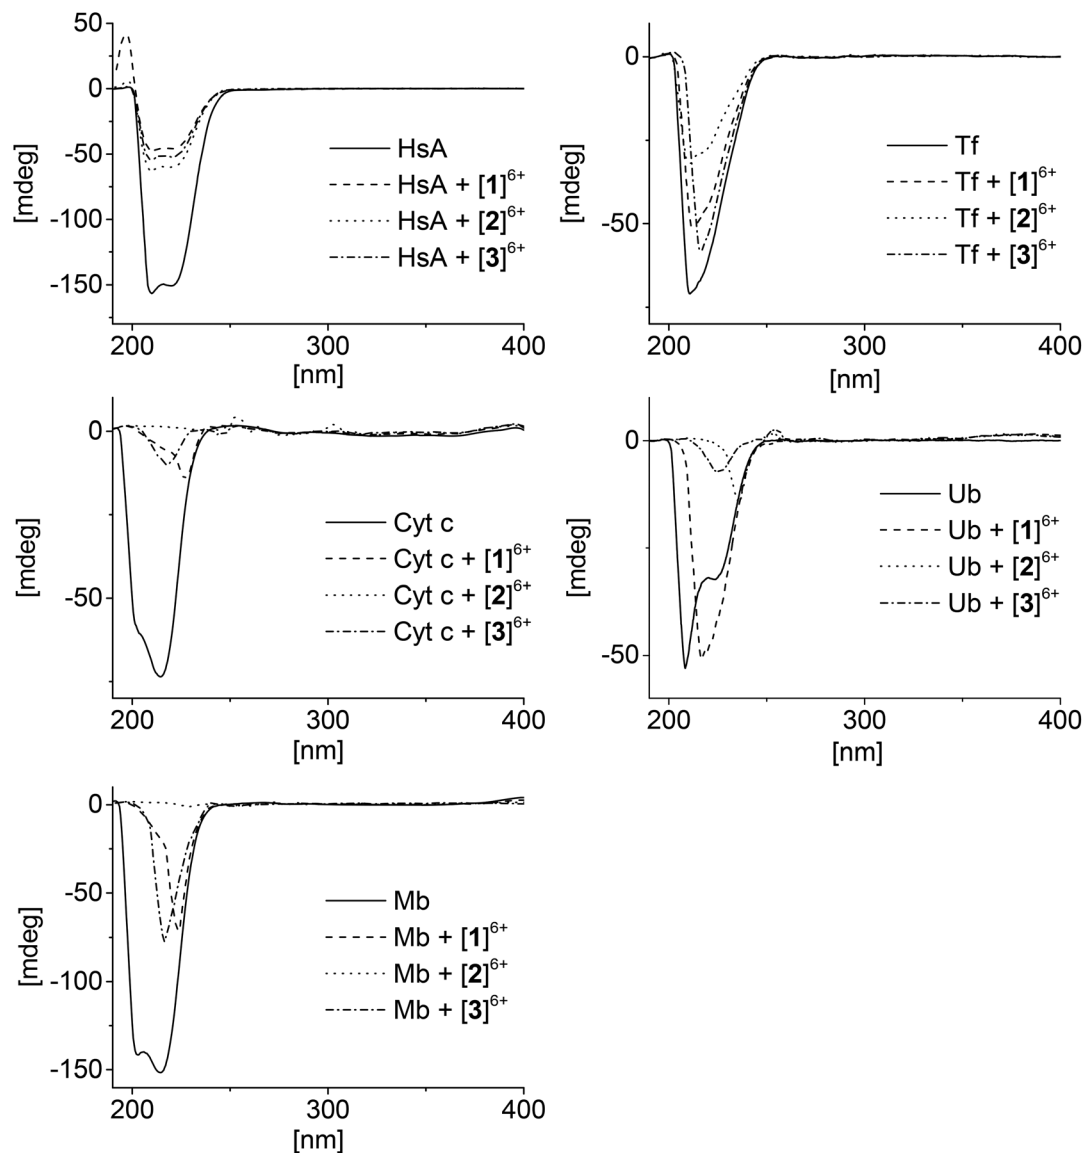 50
0
-50
-100
-150
[mdeg]
HsA
HsA + [1]⁶⁺
HsA + [2]⁶⁺
HsA + [3]⁶⁺
200
300
400
[nm]
0
-50
[mdeg]
Tf
Tf + [1]⁶⁺
Tf + [2]⁶⁺
Tf + [3]⁶⁺
200
300
400
[nm]
0
-50
[mdeg]
Cyt c
Cyt c + [1]⁶⁺
Cyt c + [2]⁶⁺
Cyt c + [3]⁶⁺
200
300
400
[nm]
0
-50
[mdeg]
Ub
Ub + [1]⁶⁺
Ub + [2]⁶⁺
Ub + [3]⁶⁺
200
300
400
[nm]
0
-50
-100
-150
[mdeg]
Mb
Mb + [1]⁶⁺
Mb + [2]⁶⁺
Mb + [3]⁶⁺
200
300
400
[nm]